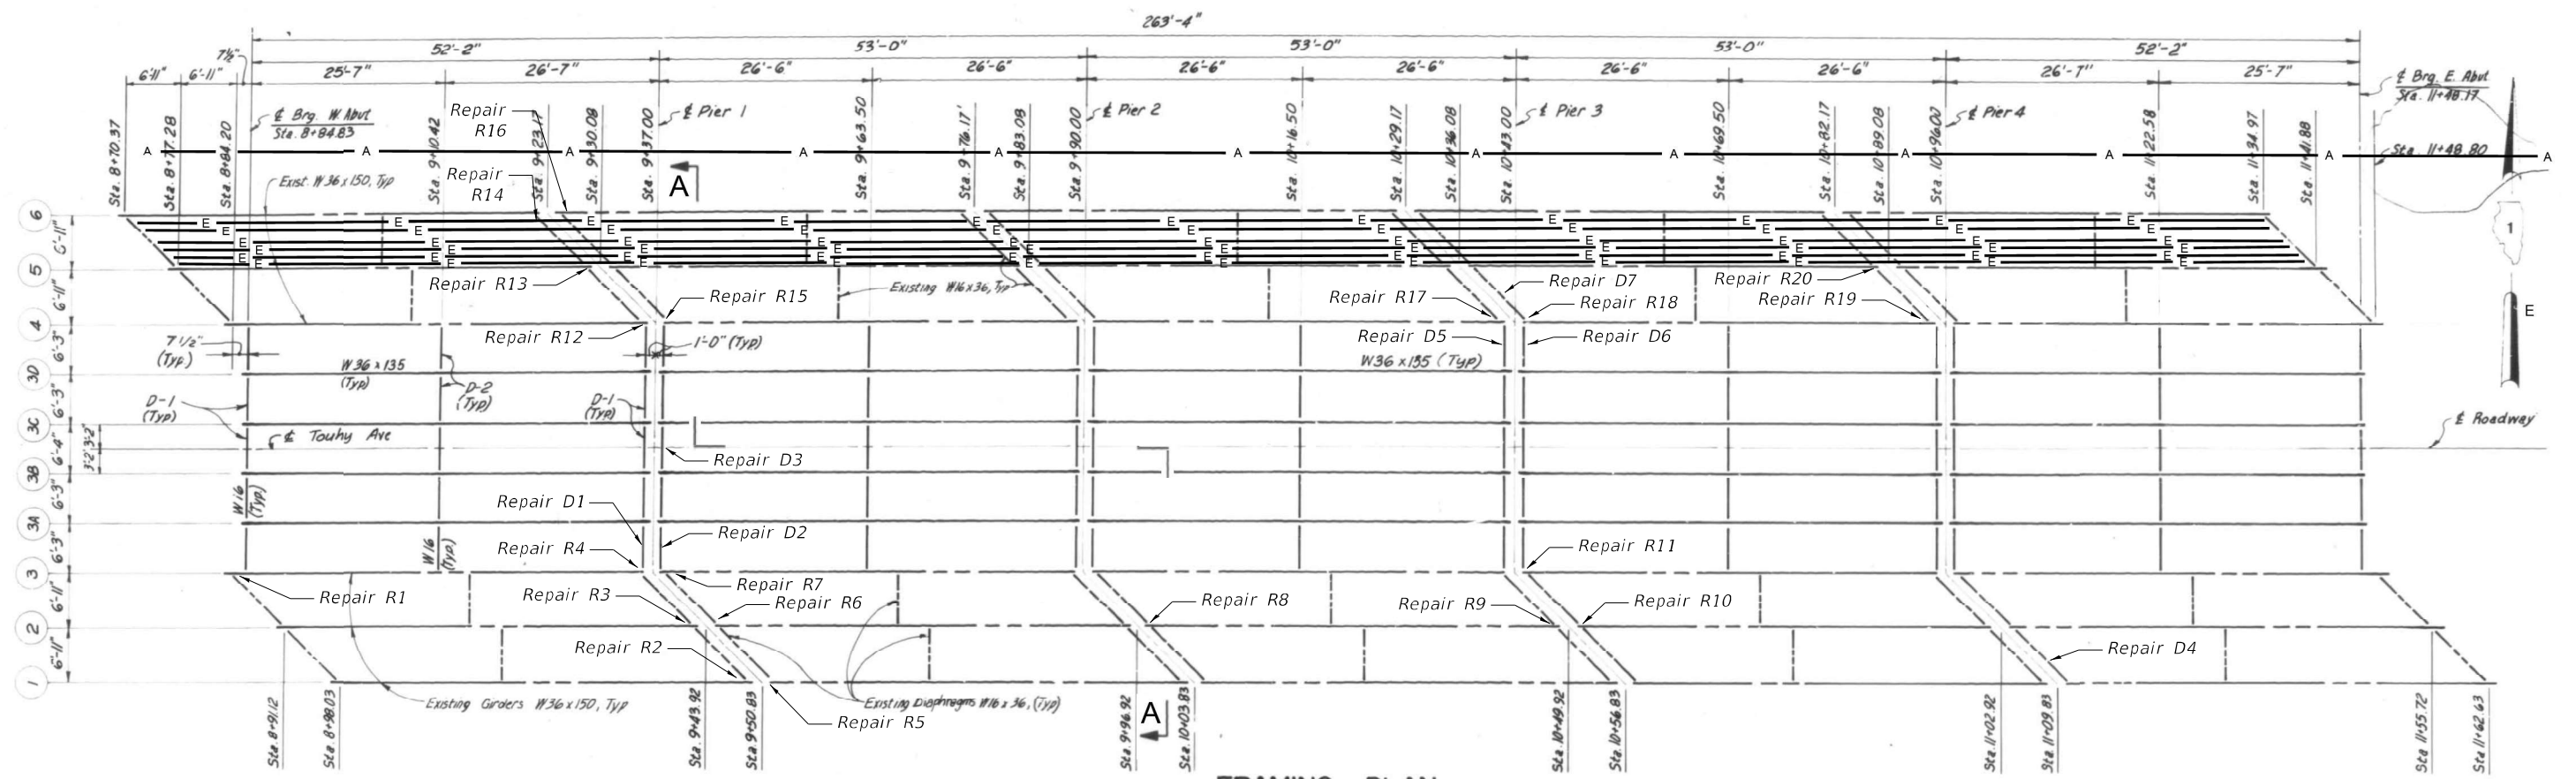 263'-4"
52'-2" 53'-0" 53'-0" 53'-0" 52'-2"
7½"
6'-11" 6'-11" 25'-7" 26'-7" 26'-6" 26'-6" 26'-6" 26'-6" 26'-6" 26'-6" 26'-7" 25'-7"
℄ Brg. W. Abut
Sta. 8+84.83
℄ Pier 1
℄ Pier 2
℄ Pier 3
℄ Pier 4
℄ Brg. E. Abut
Sta. 11+48.17
Sta. 8+70.37
Sta. 8+77.28
Sta. 8+84.20
Sta. 9+10.42
Sta. 9+23.17
Sta. 9+30.08
Sta. 9+37.00
Sta. 9+63.50
Sta. 9+76.17'
Sta. 9+83.08
Sta. 9+90.00
Sta. 10+16.50
Sta. 10+29.17
Sta. 10+36.08
Sta. 10+43.00
Sta. 10+69.50
Sta. 10+82.17
Sta. 10+89.08
Sta. 10+96.00
Sta. 11+22.58
Sta. 11+34.97
Sta. 11+41.88
Sta. 11+48.80
A A A A A A A A A A A A A
Repair
R16
Repair
R14
A
Exist. W36x150, Typ
E E E E E E E E E E E
1
E
6
6'-11"
5
6'-11"
4
6'-3"
3D
6'-3"
3C
6'-4"
3'-2" 3'-2"
3B
6'-3"
3A
6'-3"
3
6'-11"
2
6'-11"
1
Repair R13
Repair R15
Existing W16x36, Typ
Repair R17
Repair D7
Repair R18
Repair R20
Repair R19
Repair R12
1'-0" (Typ)
Repair D5
Repair D6
7 1/2"
(Typ.)
W36 x 135
(Typ)
D-2
(Typ)
W36 x 135 (Typ)
D-1
(Typ)
D-1
(Typ)
℄ Touhy Ave
℄ Roadway
Repair D3
W16
(Typ.)
Repair D1
Repair D2
W16
(Typ.)
Repair R4
Repair R11
Repair R1
Repair R7
Repair R3
Repair R6
Repair R8
Repair R9
Repair R10
Repair R2
Repair D4
Existing Girders W36x150, Typ
Existing Diaphragms W16x36, (Typ)
Repair R5
A
Sta. 8+91.12
Sta. 8+98.03
Sta. 9+43.92
Sta. 9+50.83
Sta. 9+96.92
Sta. 10+03.83
Sta. 10+49.92
Sta. 10+56.83
Sta. 11+02.92
Sta. 11+09.83
Sta 11+55.72
Sta 11+62.63
FRAMING PLAN